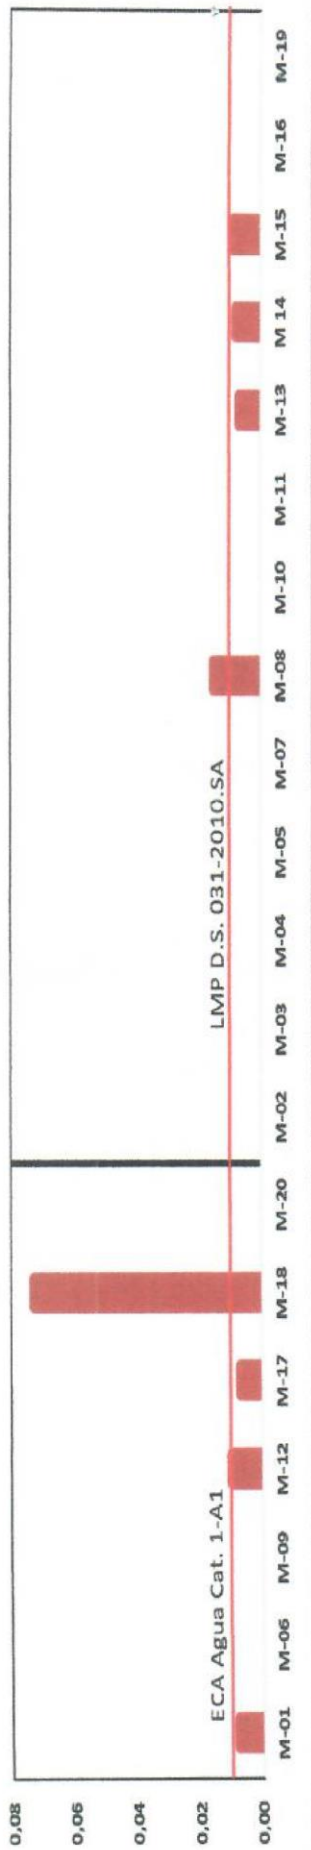 0,08
0,06
0,04
0,02
0,00
ECA Agua Cat. 1-A1
LMP D.S. 031-2010.SA
M-01
M-06
M-09
M-12
M-17
M-18
M-20
M-02
M-03
M-04
M-05
M-07
M-08
M-10
M-11
M-13
M 14
M-15
M-16
M-19